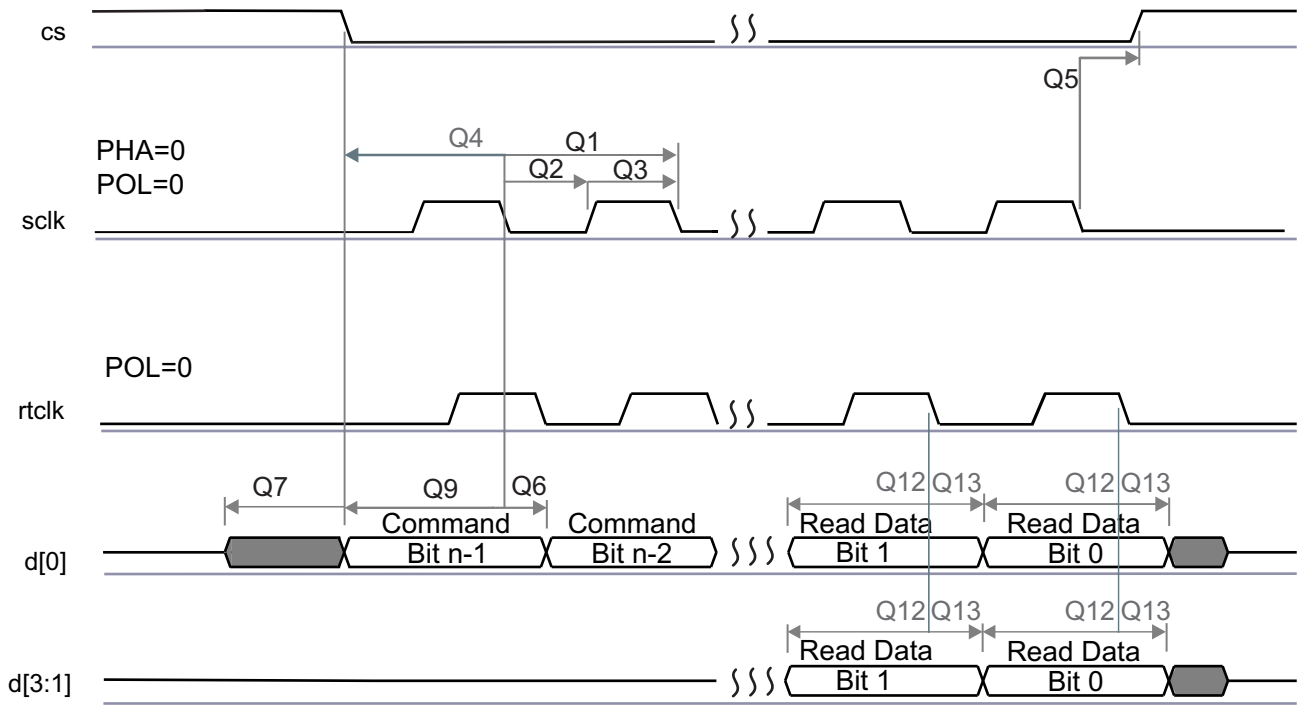 cs
Q5
PHA=0
POL=0
Q4
Q1
Q2
Q3
sclk
POL=0
rtclk
Q7
Q9
Q6
Q12
Q13
Q12
Q13
Command
Command
Read Data
Read Data
d[0]
Bit n-1
Bit n-2
Bit 1
Bit 0
Q12
Q13
Q12
Q13
Read Data
Read Data
d[3:1]
Bit 1
Bit 0